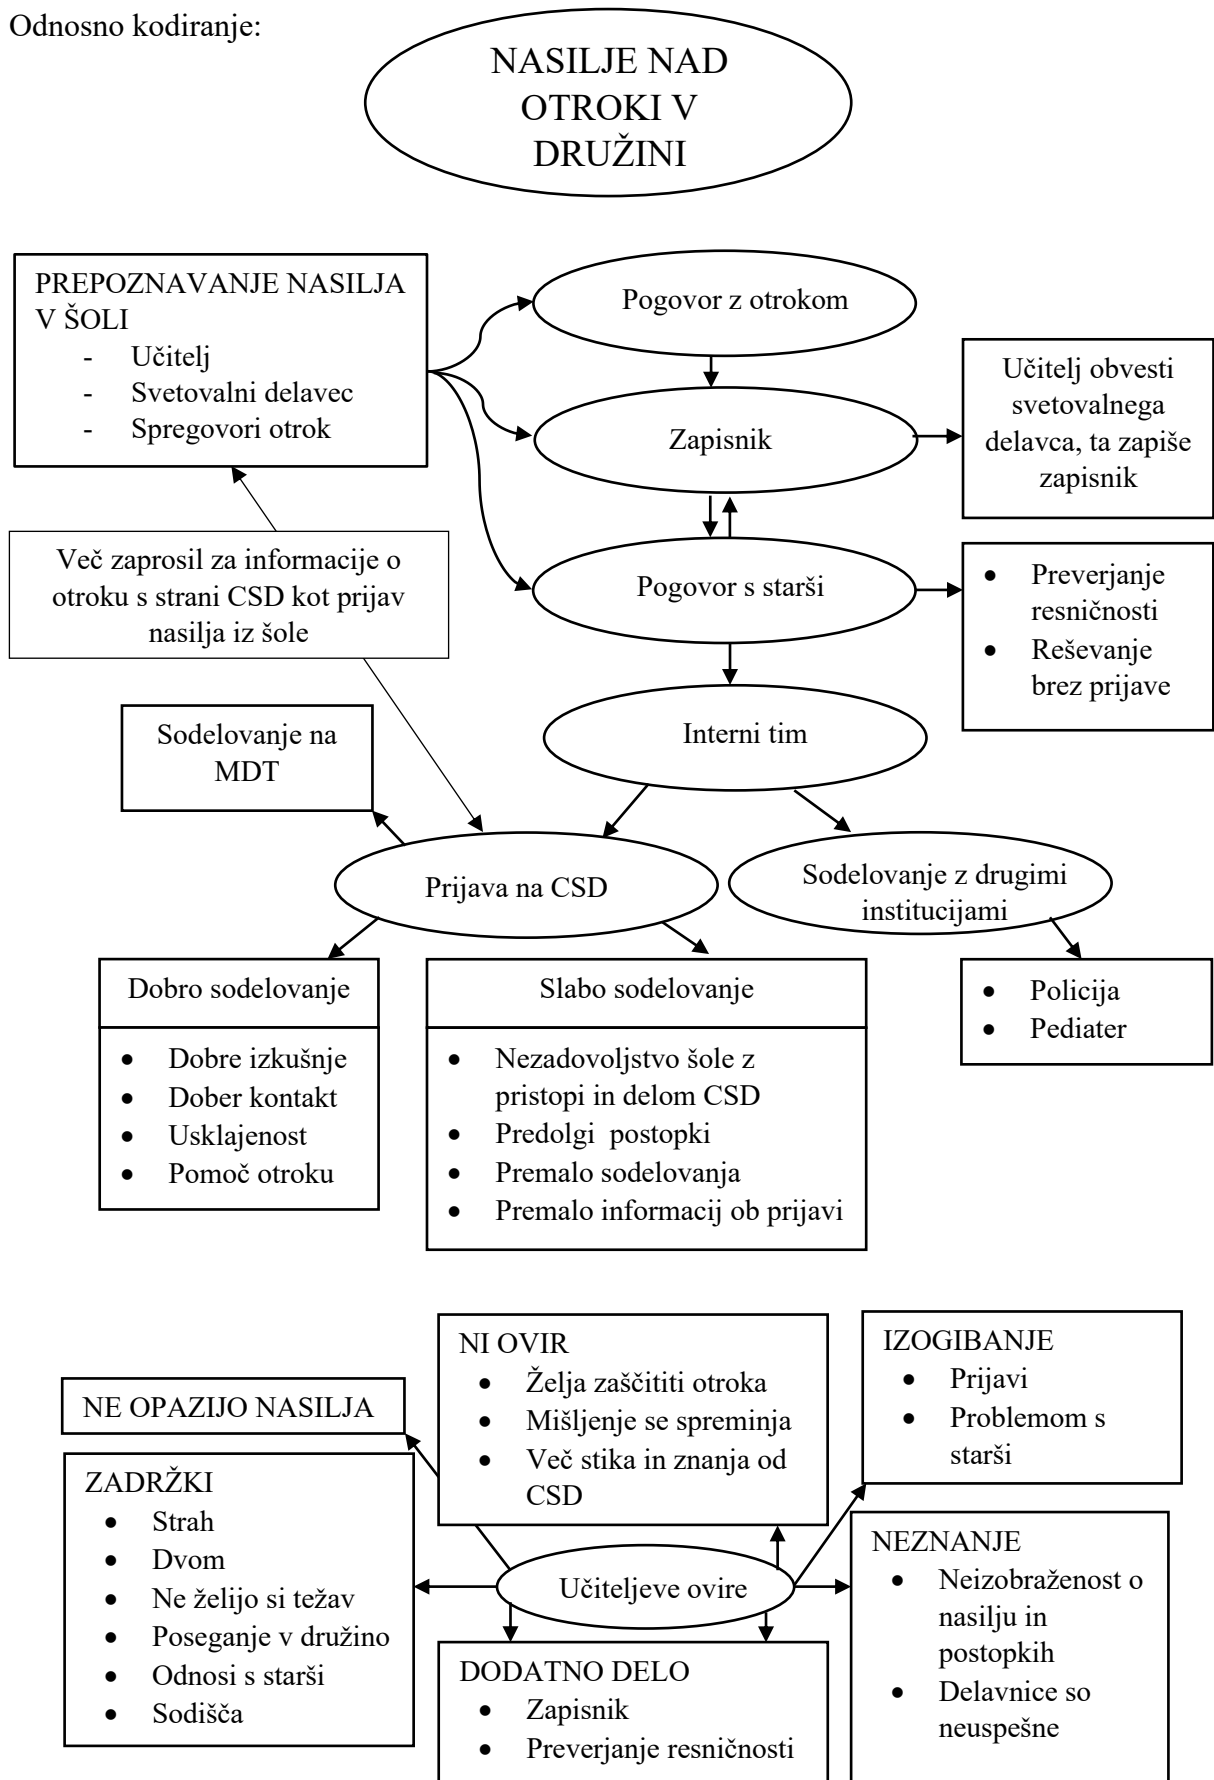 Odnosno kodiranje:
NASILJE NAD
OTROKI V
DRUŽINI
PREPOZNAVANJE NASILJA
V ŠOLI
- Učitelj
- Svetovalni delavec
- Spregovori otrok
Pogovor z otrokom
Zapisnik
Učitelj obvesti
svetovalnega
delavca, ta zapiše
zapisnik
Več zaprosil za informacije o
otroku s strani CSD kot prijav
nasilja iz šole
Pogovor s starši
• Preverjanje
resničnosti
• Reševanje
brez prijave
Interni tim
Sodelovanje na
MDT
Prijava na CSD
Sodelovanje z drugimi
institucijami
Dobro sodelovanje
• Dobre izkušnje
• Dober kontakt
• Usklajenost
• Pomoč otroku
Slabo sodelovanje
• Nezadovoljstvo šole z
pristopi in delom CSD
• Predolgi postopki
• Premalo sodelovanja
• Premalo informacij ob prijavi
• Policija
• Pediater
NI OVIR
• Želja zaščititi otroka
• Mišljenje se spreminja
• Več stika in znanja od
CSD
IZOGIBANJE
• Prijavi
• Problemom s
starši
NE OPAZIJO NASILJA
ZADRŽKI
• Strah
• Dvom
• Ne želijo si težav
• Poseganje v družino
• Odnosi s starši
• Sodišča
Učiteljeve ovire
NEZNANJE
• Neizobraženost o
nasilju in
postopkih
• Delavnice so
neuspešne
DODATNO DELO
• Zapisnik
• Preverjanje resničnosti